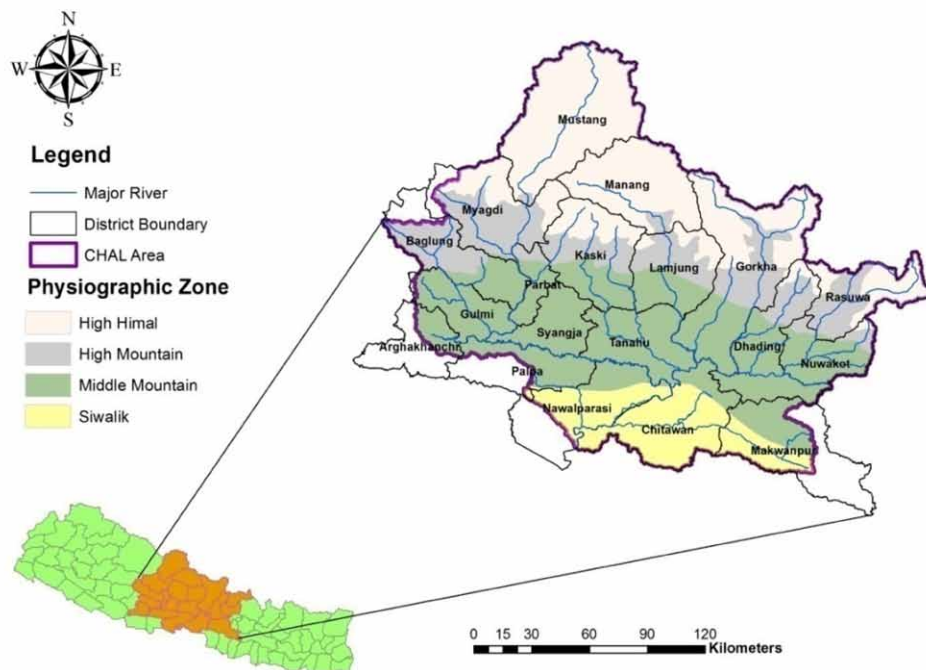 N
W E
S
Legend
Major River
District Boundary
CHAL Area
Physiographic Zone
High Himal
High Mountain
Middle Mountain
Siwalik
Mustang
Manang
Myagdi
Baglung
Kaski
Lamjung
Gorkha
Rasuwa
Parbat
Gulmi
Syangja
Tanahu
Dhading
Nuwakot
Arghakhanchi
Palpa
Nawalparasi
Chitawan
Makwanpur
0 15 30 60 90 120
Kilometers